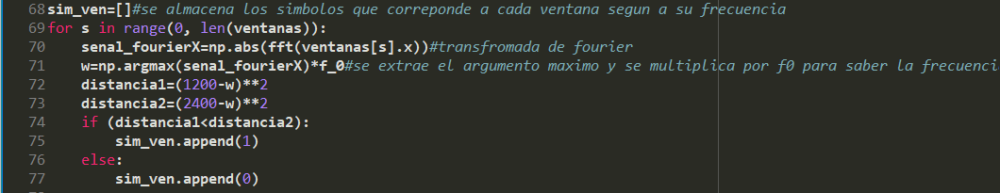 68 sim_ven=[]#se almacena los simbolos que correponde a cada ventana segun a su frecuencia
69 for s in range(0, len(ventanas)):
70 senal_fourierX=np.abs(fft(ventanas[s].x))#transfromada de fourier
71 w=np.argmax(senal_fourierX)*f_0#se extrae el argumento maximo y se multiplica por f0 para saber la frecuenci
72 distancia1=(1200-w)**2
73 distancia2=(2400-w)**2
74 if (distancia1<distancia2):
75 sim_ven.append(1)
76 else:
77 sim_ven.append(0)